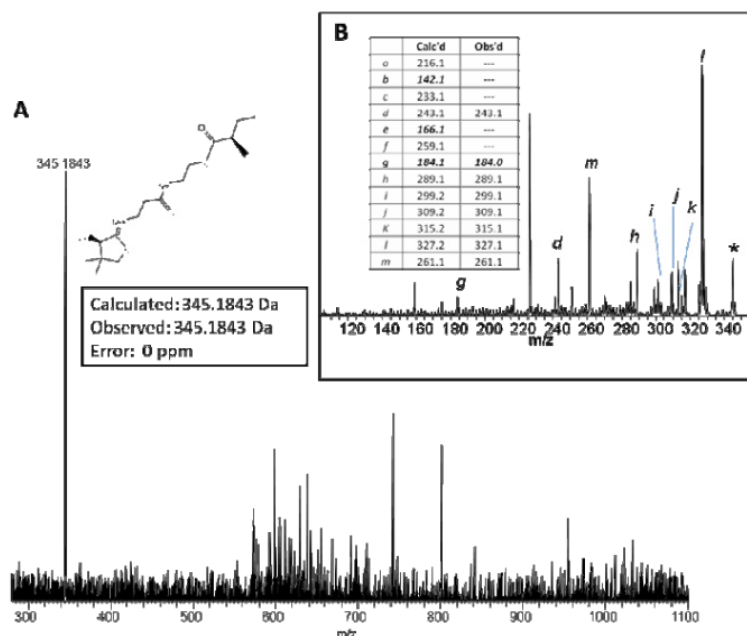 B
Calc'd Obs'd
a 216.1 ---
b 142.1 ---
c 233.1 ---
d 243.1 243.1
e 166.1 ---
f 259.1 ---
g 184.1 184.0
h 289.1 289.1
i 299.2 299.1
j 309.2 309.1
K 315.2 315.1
l 327.2 327.1
m 261.1 261.1
g
d
m
h
i
j
k
l
*
120 140 160 180 200 220 240 260 280 300 320 340
m/z
A
345.1843
Calculated: 345.1843 Da
Observed: 345.1843 Da
Error: 0 ppm
300 400 500 600 700 800 900 1000 1100
m/z